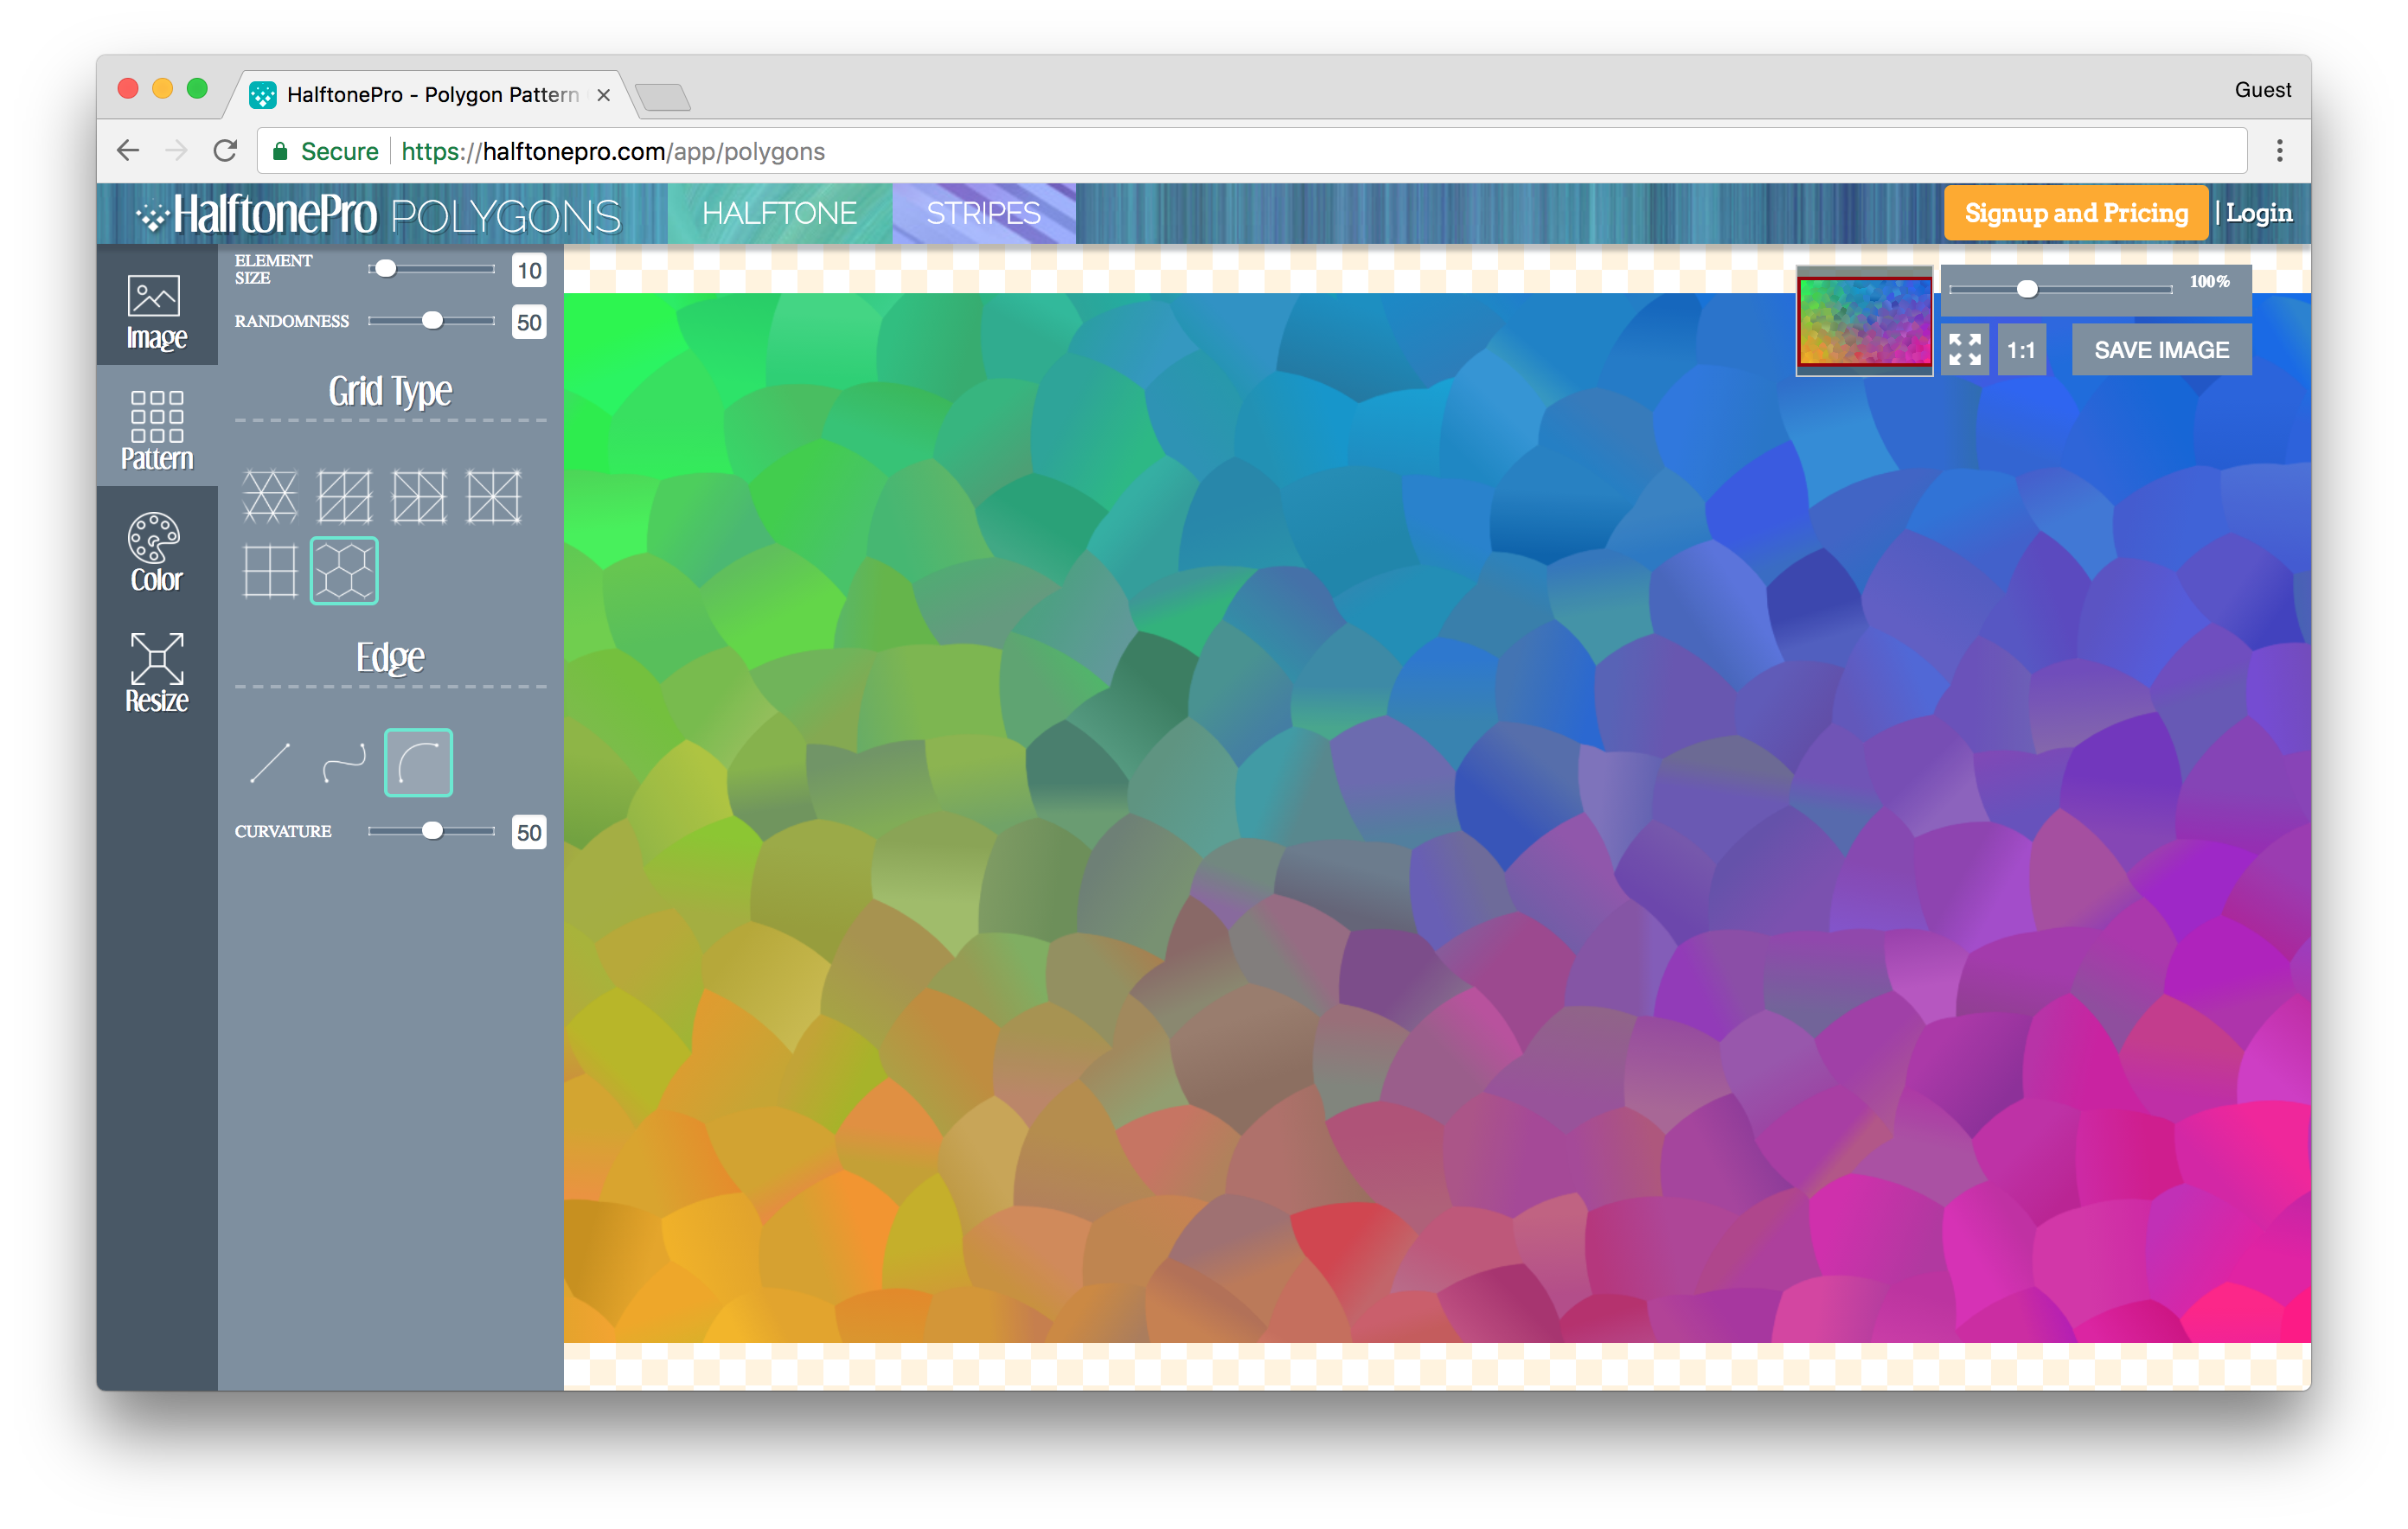 HalftonePro - Polygon Pattern
Guest
Secure https://halftonepro.com/app/polygons
HalftonePro POLYGONS HALFTONE STRIPES Signup and Pricing | Login
Image
Pattern
Color
Resize
ELEMENT
SIZE
10
RANDOMNESS 50
Grid Type
Edge
CURVATURE 50
100%
1:1 SAVE IMAGE